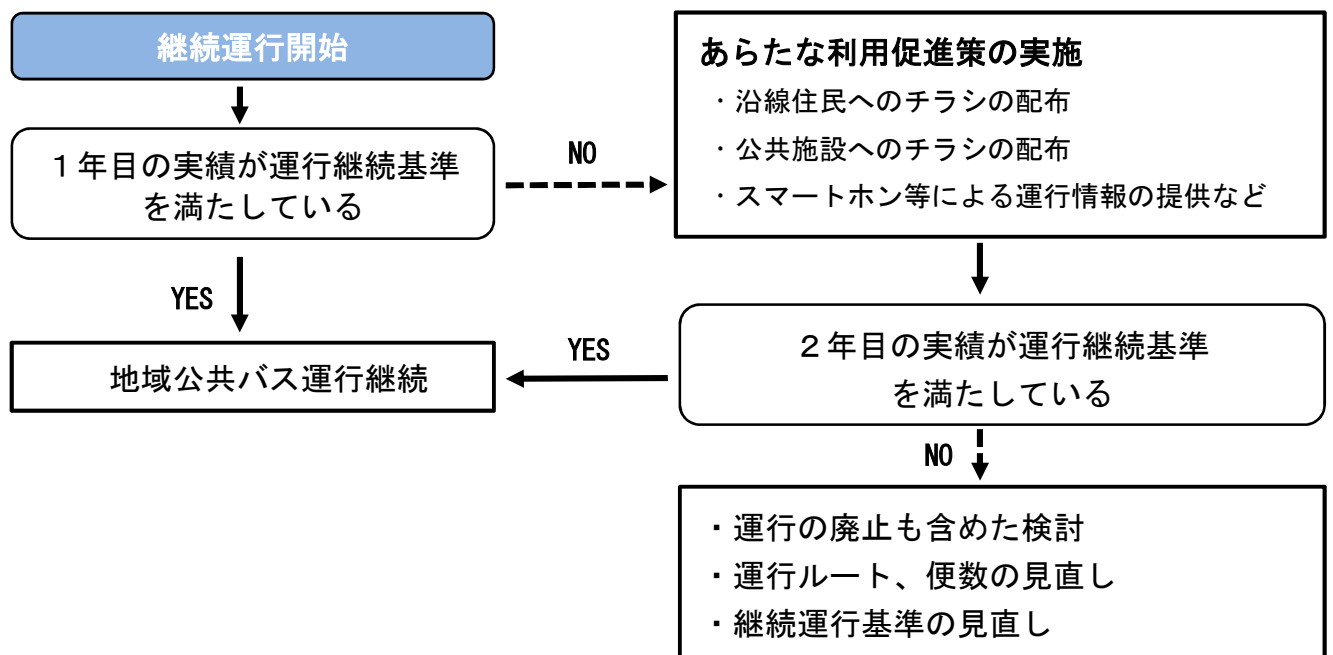 継続運行開始
1年目の実績が運行継続基準
を満たしている
NO
あらたな利用促進策の実施
・沿線住民へのチラシの配布
・公共施設へのチラシの配布
・スマートホン等による運行情報の提供など
YES
地域公共バス運行継続
YES
2年目の実績が運行継続基準
を満たしている
NO
・運行の廃止も含めた検討
・運行ルート、便数の見直し
・継続運行基準の見直し